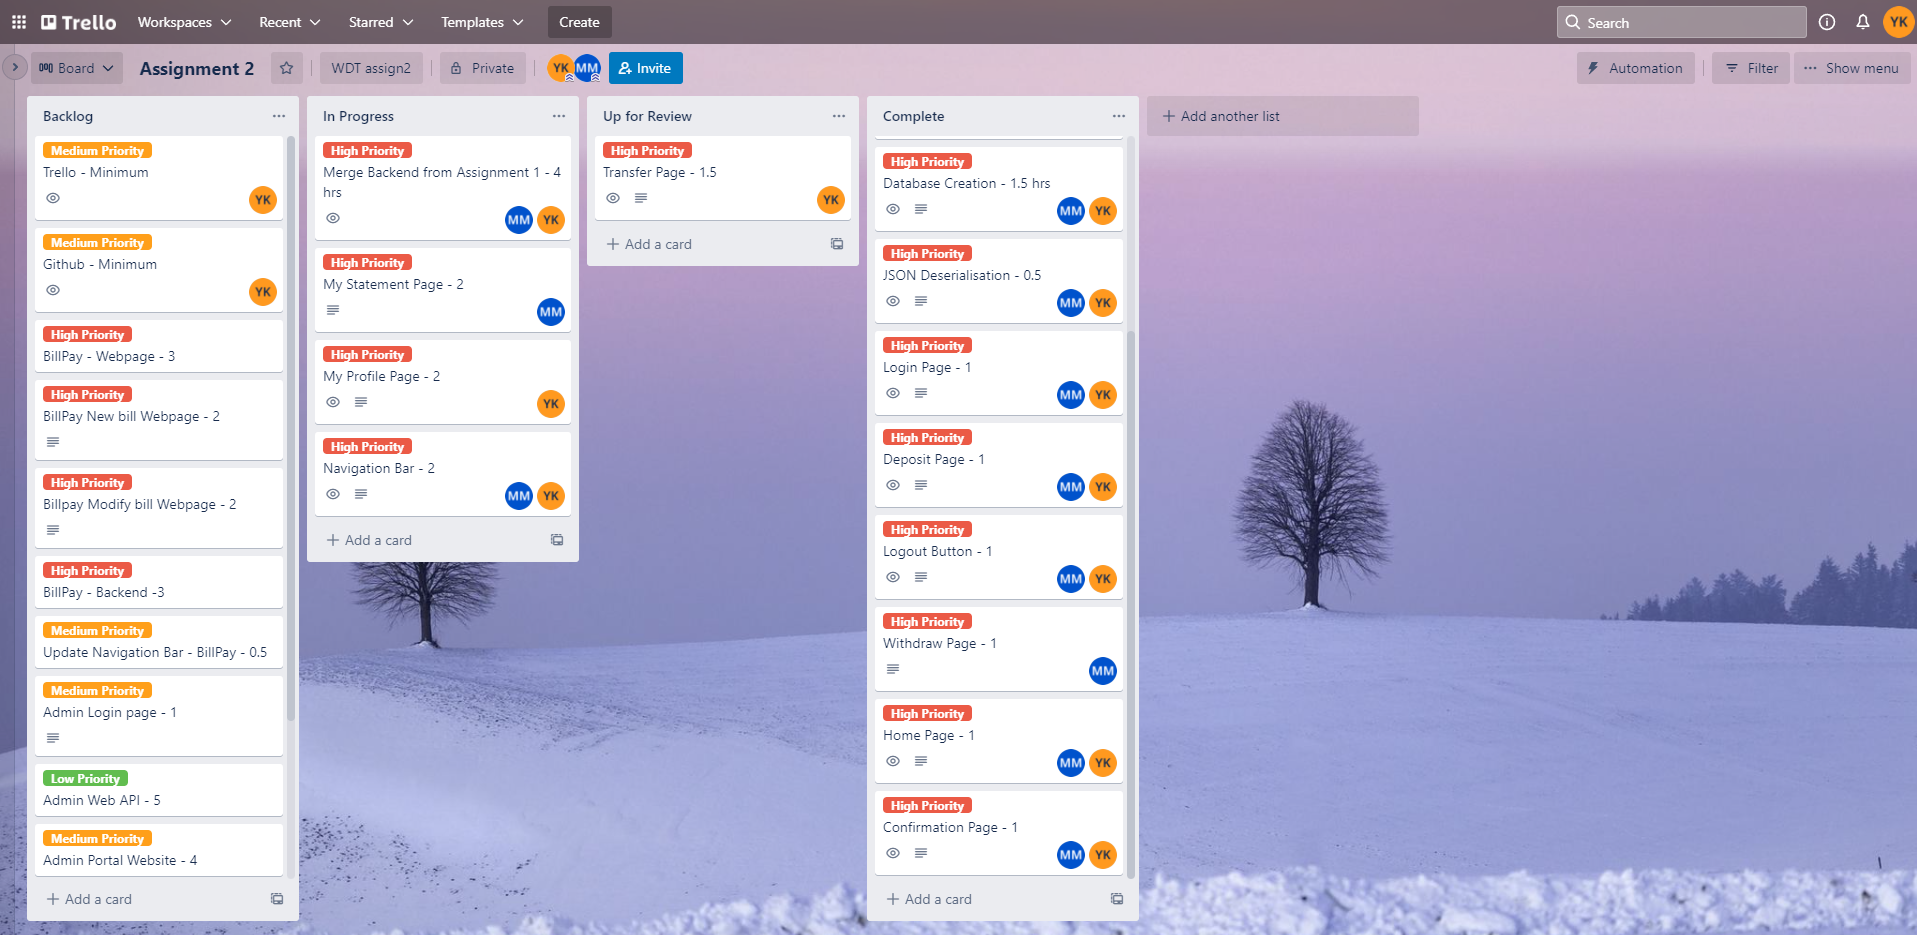 Trello
Workspaces
Recent
Starred
Templates
Create
Search
YK
Board
Assignment 2
WDT assign2
Private
YK
MM
Invite
Automation
Filter
Show menu
Backlog
Medium Priority
Trello - Minimum
YK
Medium Priority
Github - Minimum
YK
High Priority
BillPay - Webpage - 3
High Priority
BillPay New bill Webpage - 2
High Priority
Billpay Modify bill Webpage - 2
High Priority
BillPay - Backend -3
Medium Priority
Update Navigation Bar - BillPay - 0.5
Medium Priority
Admin Login page - 1
Low Priority
Admin Web API - 5
Medium Priority
Admin Portal Website - 4
Add a card
In Progress
High Priority
Merge Backend from Assignment 1 - 4
hrs
MM
YK
High Priority
My Statement Page - 2
MM
High Priority
My Profile Page - 2
YK
High Priority
Navigation Bar - 2
MM
YK
Add a card
Up for Review
High Priority
Transfer Page - 1.5
YK
Add a card
Complete
High Priority
Database Creation - 1.5 hrs
MM
YK
High Priority
JSON Deserialisation - 0.5
MM
YK
High Priority
Login Page - 1
MM
YK
High Priority
Deposit Page - 1
MM
YK
High Priority
Logout Button - 1
MM
YK
High Priority
Withdraw Page - 1
MM
High Priority
Home Page - 1
MM
YK
High Priority
Confirmation Page - 1
MM
YK
Add a card
Add another list